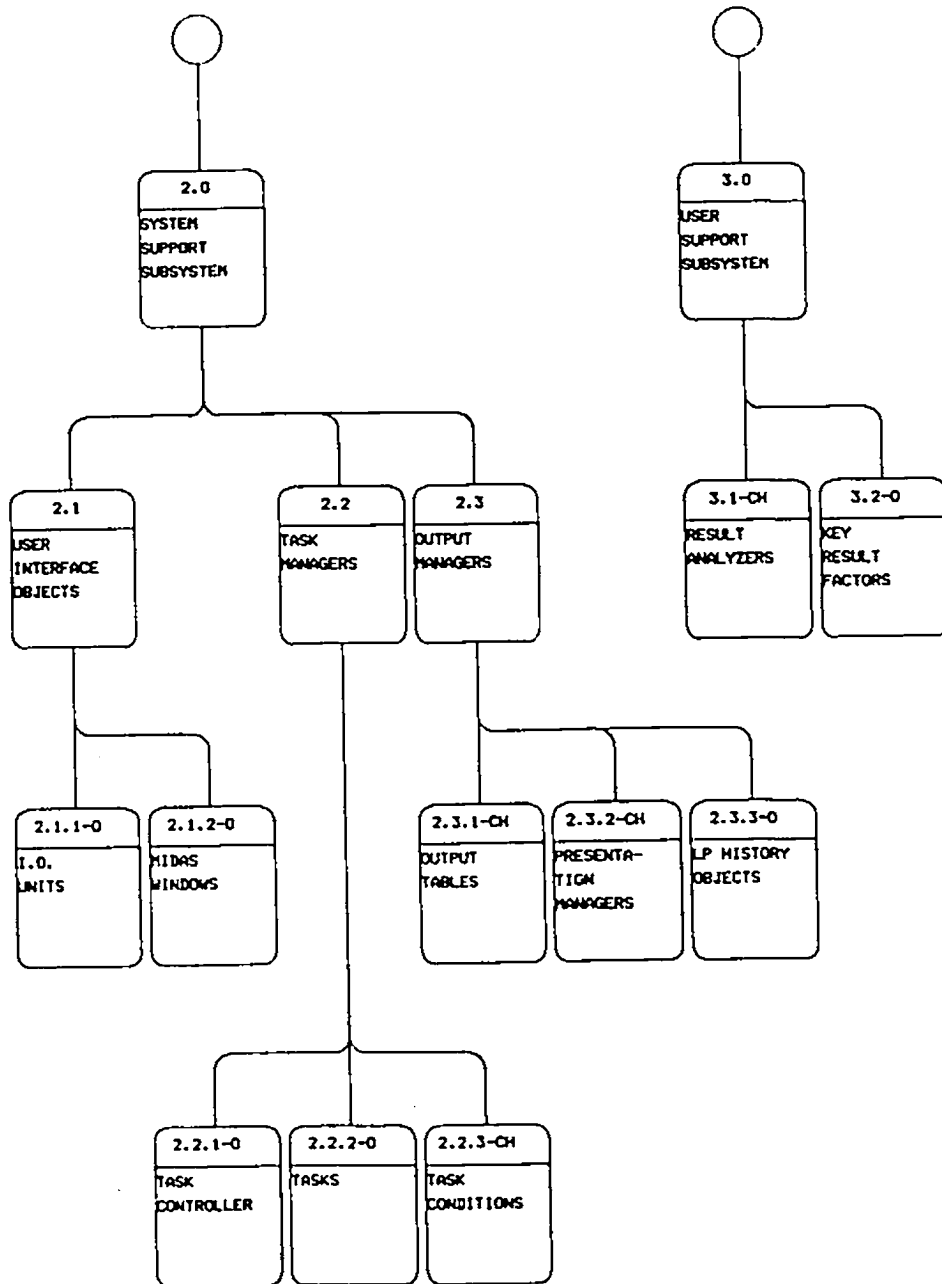 2.0
SYSTEM
SUPPORT
SUBSYSTEM
3.0
USER
SUPPORT
SUBSYSTEM
2.1
USER
INTERFACE
OBJECTS
2.2
TASK
MANAGERS
2.3
OUTPUT
MANAGERS
3.1-CH
RESULT
ANALYZERS
3.2-O
KEY
RESULT
FACTORS
2.1.1-O
I.O.
UNITS
2.1.2-O
MIDAS
WINDOWS
2.3.1-CH
OUTPUT
TABLES
2.3.2-CH
PRESENTA-
TION
MANAGERS
2.3.3-O
LP HISTORY
OBJECTS
2.2.1-O
TASK
CONTROLLER
2.2.2-O
TASKS
2.2.3-CH
TASK
CONDITIONS